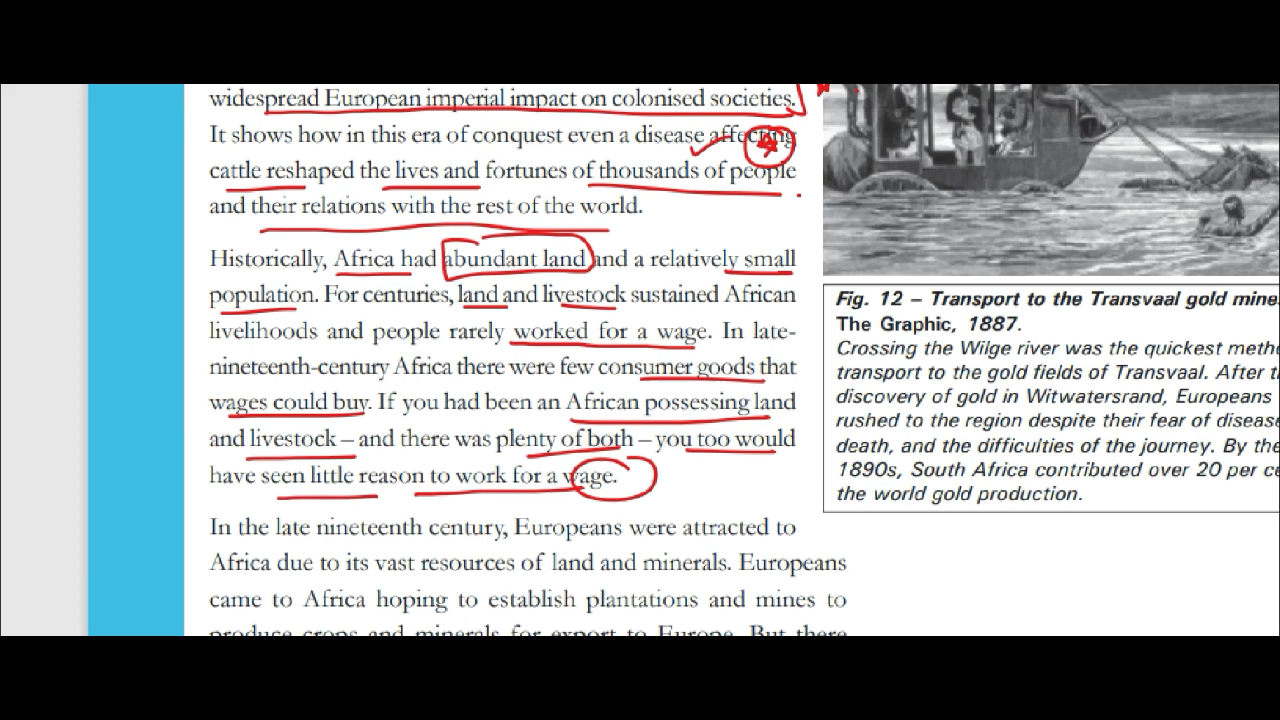 widespread European imperial impact on colonised societies.
It shows how in this era of conquest even a disease affecting
cattle reshaped the lives and fortunes of thousands of people
and their relations with the rest of the world.
Historically, Africa had abundant land and a relatively small
population. For centuries, land and livestock sustained African
livelihoods and people rarely worked for a wage. In late-
nineteenth-century Africa there were few consumer goods that
wages could buy. If you had been an African possessing land
and livestock – and there was plenty of both – you too would
have seen little reason to work for a wage.
In the late nineteenth century, Europeans were attracted to
Africa due to its vast resources of land and minerals. Europeans
came to Africa hoping to establish plantations and mines to
produce crops and minerals for export to Europe. But there
Fig. 12 – Transport to the Transvaal gold mine
The Graphic, 1887.
Crossing the Wilge river was the quickest
transport to the gold fields of Transvaal. After
discovery of gold in Witwatersrand, Europeans
rushed to the region despite their fear of disease
death, and the difficulties of the journey. By the
1890s, South Africa contributed over 20 per
the world gold production.